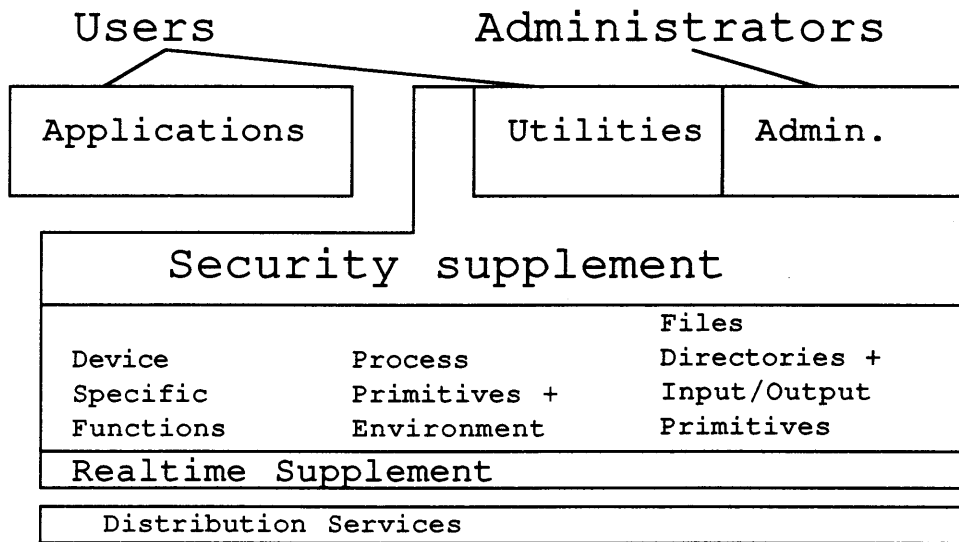 Users Administrators
Applications Utilities Admin.
Security supplement
Device
Specific
Functions
Process
Primitives +
Environment
Files
Directories +
Input/Output
Primitives
Realtime Supplement
Distribution Services